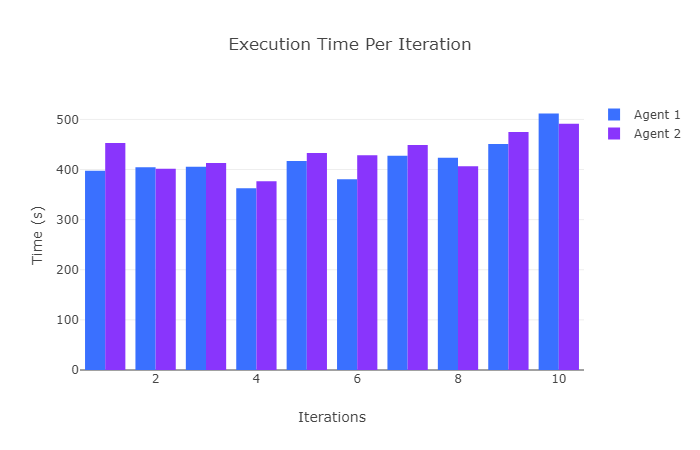 Execution Time Per Iteration
Agent 1
Agent 2
500
400
300
200
100
0
Time (s)
2 4 6 8 10
Iterations